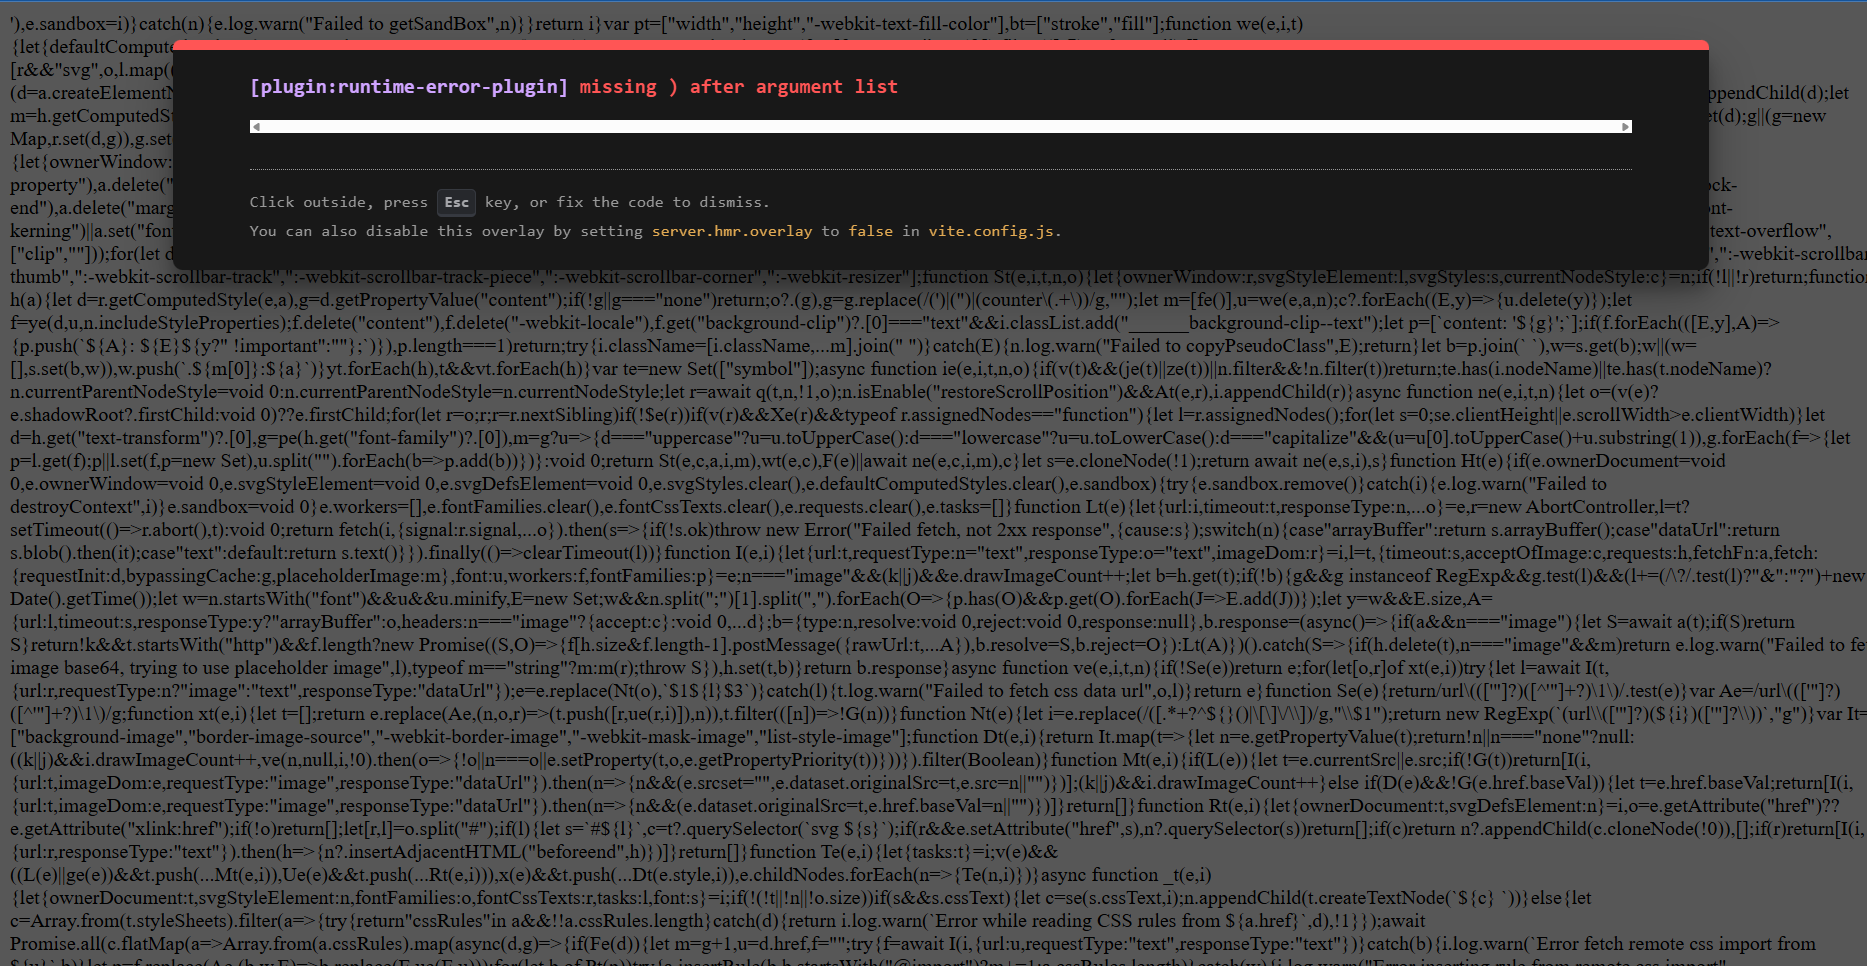 '),e.sandbox=i)}catch(n){e.log.warn("Failed to getSandBox",n)}}return i}var pt=["width","height","-webkit-text-fill-color"],bt=["stroke","fill"];function we(e,i,t)
{let{defaultComput
[r&&"svg",o,l.map((
(d=a.createElementN
ppendChild(d);let
m=h.getComputedSt
et(d);g||(g=new
Map,r.set(d,g)),g.set
{let{ownerWindow:
property"),a.delete("
ock-
end"),a.delete("marg
ont-
kerning")||a.set("fon
text-overflow",
["clip",""]));for(let d
[plugin:runtime-error-plugin] missing ) after argument list
Click outside, press Esc key, or fix the code to dismiss.
You can also disable this overlay by setting server.hmr.overlay to false in vite.config.js.
",":-webkit-scrollbar-
thumb",":-webkit-scrollbar-track",":-webkit-scrollbar-track-piece",":-webkit-scrollbar-corner",":-webkit-resizer"];function St(e,i,t,n,o){let{ownerWindow:r,svgStyleElement:l,svgStyles:s,currentNodeStyle:c}=n;if(!l||!r)return;function
h(a){let d=r.getComputedStyle(e,a),g=d.getPropertyValue("content");if(!g||g==="none")return;o?.(g),g=g.replace(/(')|(")|(counter\(.+\))/g,"");let m=[fe()],u=we(e,a,n);c?.forEach((E,y)=>{u.delete(y)});let
f=ye(d,u,n.includeStyleProperties);f.delete("content"),f.delete("-webkit-locale"),f.get("background-clip")?.[0]==="text"&&i.classList.add("______background-clip--text");let p=[`content: '${g}';`];if(f.forEach(([E,y],A)=>
{p.push(`${A}: ${E}${y?" !important":""};`)}),p.length===1)return;try{i.className=[i.className,...m].join(" ")}catch(E){n.log.warn("Failed to copyPseudoClass",E);return}let b=p.join(` `),w=s.get(b);w||(w=
[],s.set(b,w)),w.push(`.${m[0]}:${a}`)}yt.forEach(h),t&&vt.forEach(h)}var te=new Set(["symbol"]);async function ie(e,i,t,n,o){if(v(t)&&(je(t)||ze(t))||n.filter&&!n.filter(t))return;te.has(i.nodeName)||te.has(t.nodeName)?
n.currentParentNodeStyle=void 0:n.currentParentNodeStyle=n.currentNodeStyle;let r=await q(t,n,!1,o);n.isEnable("restoreScrollPosition")&&At(e,r),i.appendChild(r)}async function ne(e,i,t,n){let o=(v(e)?
e.shadowRoot?.firstChild:void 0)??e.firstChild;for(let r=o;r;r=r.nextSibling)if(!$e(r))if(v(r)&&Xe(r)&&typeof r.assignedNodes=="function"){let l=r.assignedNodes();for(let s=0;se.clientHeight||e.scrollWidth>e.clientWidth)}let
d=h.get("text-transform")?.[0],g=pe(h.get("font-family")?.[0]),m=g?u=>{d==="uppercase"?u=u.toUpperCase():d==="lowercase"?u=u.toLowerCase():d==="capitalize"&&(u=u[0].toUpperCase()+u.substring(1)),g.forEach(f=>{let
p=l.get(f);p||l.set(f,p=new Set),u.split("").forEach(b=>p.add(b))})}:void 0;return St(e,c,a,i,m),wt(e,c),F(e)||await ne(e,c,i,m),c}let s=e.cloneNode(!1);return await ne(e,s,i),s}function Ht(e){if(e.ownerDocument=void
0,e.ownerWindow=void 0,e.svgStyleElement=void 0,e.svgDefsElement=void 0,e.svgStyles.clear(),e.defaultComputedStyles.clear(),e.sandbox){try{e.sandbox.remove()}catch(i){e.log.warn("Failed to
destroyContext",i)}e.sandbox=void 0}e.workers=[],e.fontFamilies.clear(),e.fontCssTexts.clear(),e.requests.clear(),e.tasks=[]}function Lt(e){let{url:i,timeout:t,responseType:n,...o}=e,r=new AbortController,l=t?
setTimeout(()=>r.abort(),t):void 0;return fetch(i,{signal:r.signal,...o}).then(s=>{if(!s.ok)throw new Error("Failed fetch, not 2xx response",{cause:s});switch(n){case"arrayBuffer":return s.arrayBuffer();case"dataUrl":return
s.blob().then(it);case"text":default:return s.text()}}).finally(()=>clearTimeout(l))}function I(e,i){let{url:t,requestType:n="text",responseType:o="text",imageDom:r}=i,l=t,{timeout:s,acceptOfImage:c,requests:h,fetchFn:a,fetch:
{requestInit:d,bypassingCache:g,placeholderImage:m},font:u,workers:f,fontFamilies:p}=e;n==="image"&&(k||j)&&e.drawImageCount++;let b=h.get(t);if(!b){g&&g instanceof RegExp&&g.test(l)&&(l+=(/\?/.test(l)?"&":"?")+new
Date().getTime());let w=n.startsWith("font")&&u&&u.minify,E=new Set;w&&n.split(";")[1].split(",").forEach(O=>{p.has(O)&&p.get(O).forEach(J=>E.add(J))});let y=w&&E.size,A=
{url:l,timeout:s,responseType:y?"arrayBuffer":o,headers:n==="image"?{accept:c}:void 0,...d};b={type:n,resolve:void 0,reject:void 0,response:null},b.response=(async()=>{if(a&&n==="image"){let S=await a(t);if(S)return
S}return!k&&t.startsWith("http")&&f.length?new Promise((S,O)=>{f[h.size&f.length-1].postMessage({rawUrl:t,...A}),b.resolve=S,b.reject=O}):Lt(A)})().catch(S=>{if(h.delete(t),n==="image"&&m)return e.log.warn("Failed to fe
image base64, trying to use placeholder image",l),typeof m=="string"?m:m(r);throw S}),h.set(t,b)}return b.response}async function ve(e,i,t,n){if(!Se(e))return e;for(let[o,r]of xt(e,i))try{let l=await I(t,
{url:r,requestType:n?"image":"text",responseType:"dataUrl"});e=e.replace(Nt(o),`$1${l}$3`)}catch(l){t.log.warn("Failed to fetch css data url",o,l)}return e}function Se(e){return/url\((['"]?)([^'"]+?)\1\)/.test(e)}var Ae=/url\((['"]?)
([^'"]+?)\1\)/g;function xt(e,i){let t=[];return e.replace(Ae,(n,o,r)=>(t.push([r,ue(r,i)]),n)),t.filter(([n])=>!G(n))}function Nt(e){let i=e.replace(/([.*+?^${}()|\[\]\/\\])/g,"\\$1");return new RegExp(`(url\\(['"]?)(${i})(['"]?\\))`,"g")}var It=
["background-image","border-image-source","-webkit-border-image","-webkit-mask-image","list-style-image"];function Dt(e,i){return It.map(t=>{let n=e.getPropertyValue(t);return!n||n==="none"?null:
((k||j)&&i.drawImageCount++,ve(n,null,i,!0).then(o=>{!o||n===o||e.setProperty(t,o,e.getPropertyPriority(t))}))}).filter(Boolean)}function Mt(e,i){if(L(e)){let t=e.currentSrc||e.src;if(!G(t))return[I(i,
{url:t,imageDom:e,requestType:"image",responseType:"dataUrl"}).then(n=>{n&&(e.srcset="",e.dataset.originalSrc=t,e.src=n||"")})];(k||j)&&i.drawImageCount++}else if(D(e)&&!G(e.href.baseVal)){let t=e.href.baseVal;return[I(i,
{url:t,imageDom:e,requestType:"image",responseType:"dataUrl"}).then(n=>{n&&(e.dataset.originalSrc=t,e.href.baseVal=n||"")})]}return[]}function Rt(e,i){let{ownerDocument:t,svgDefsElement:n}=i,o=e.getAttribute("href")??
e.getAttribute("xlink:href");if(!o)return[];let[r,l]=o.split("#");if(l){let s=`#${l}`,c=t?.querySelector(`svg ${s}`);if(r&&e.setAttribute("href",s),n?.querySelector(s))return[];if(c)return n?.appendChild(c.cloneNode(!0)),[];if(r)return[I(i,
{url:r,responseType:"text"}).then(h=>{n?.insertAdjacentHTML("beforeend",h)})]}return[]}function Te(e,i){let{tasks:t}=i;v(e)&&
((L(e)||ge(e))&&t.push(...Mt(e,i)),Ue(e)&&t.push(...Rt(e,i))),x(e)&&t.push(...Dt(e.style,i)),e.childNodes.forEach(n=>{Te(n,i)})}async function _t(e,i)
{let{ownerDocument:t,svgStyleElement:n,fontFamilies:o,fontCssTexts:r,tasks:l,font:s}=i;if(!(!t||!n||!o.size))if(s&&s.cssText){let c=se(s.cssText,i);n.appendChild(t.createTextNode(`${c} `))}else{let
c=Array.from(t.styleSheets).filter(a=>{try{return"cssRules"in a&&!!a.cssRules.length}catch(d){return i.log.warn(`Error while reading CSS rules from ${a.href}`,d),!1}});await
Promise.all(c.flatMap(a=>Array.from(a.cssRules).map(async(d,g)=>{if(Fe(d)){let m=g+1,u=d.href,f="";try{f=await I(i,{url:u,requestType:"text",responseType:"text"})}catch(b){i.log.warn(`Error fetch remote css import from